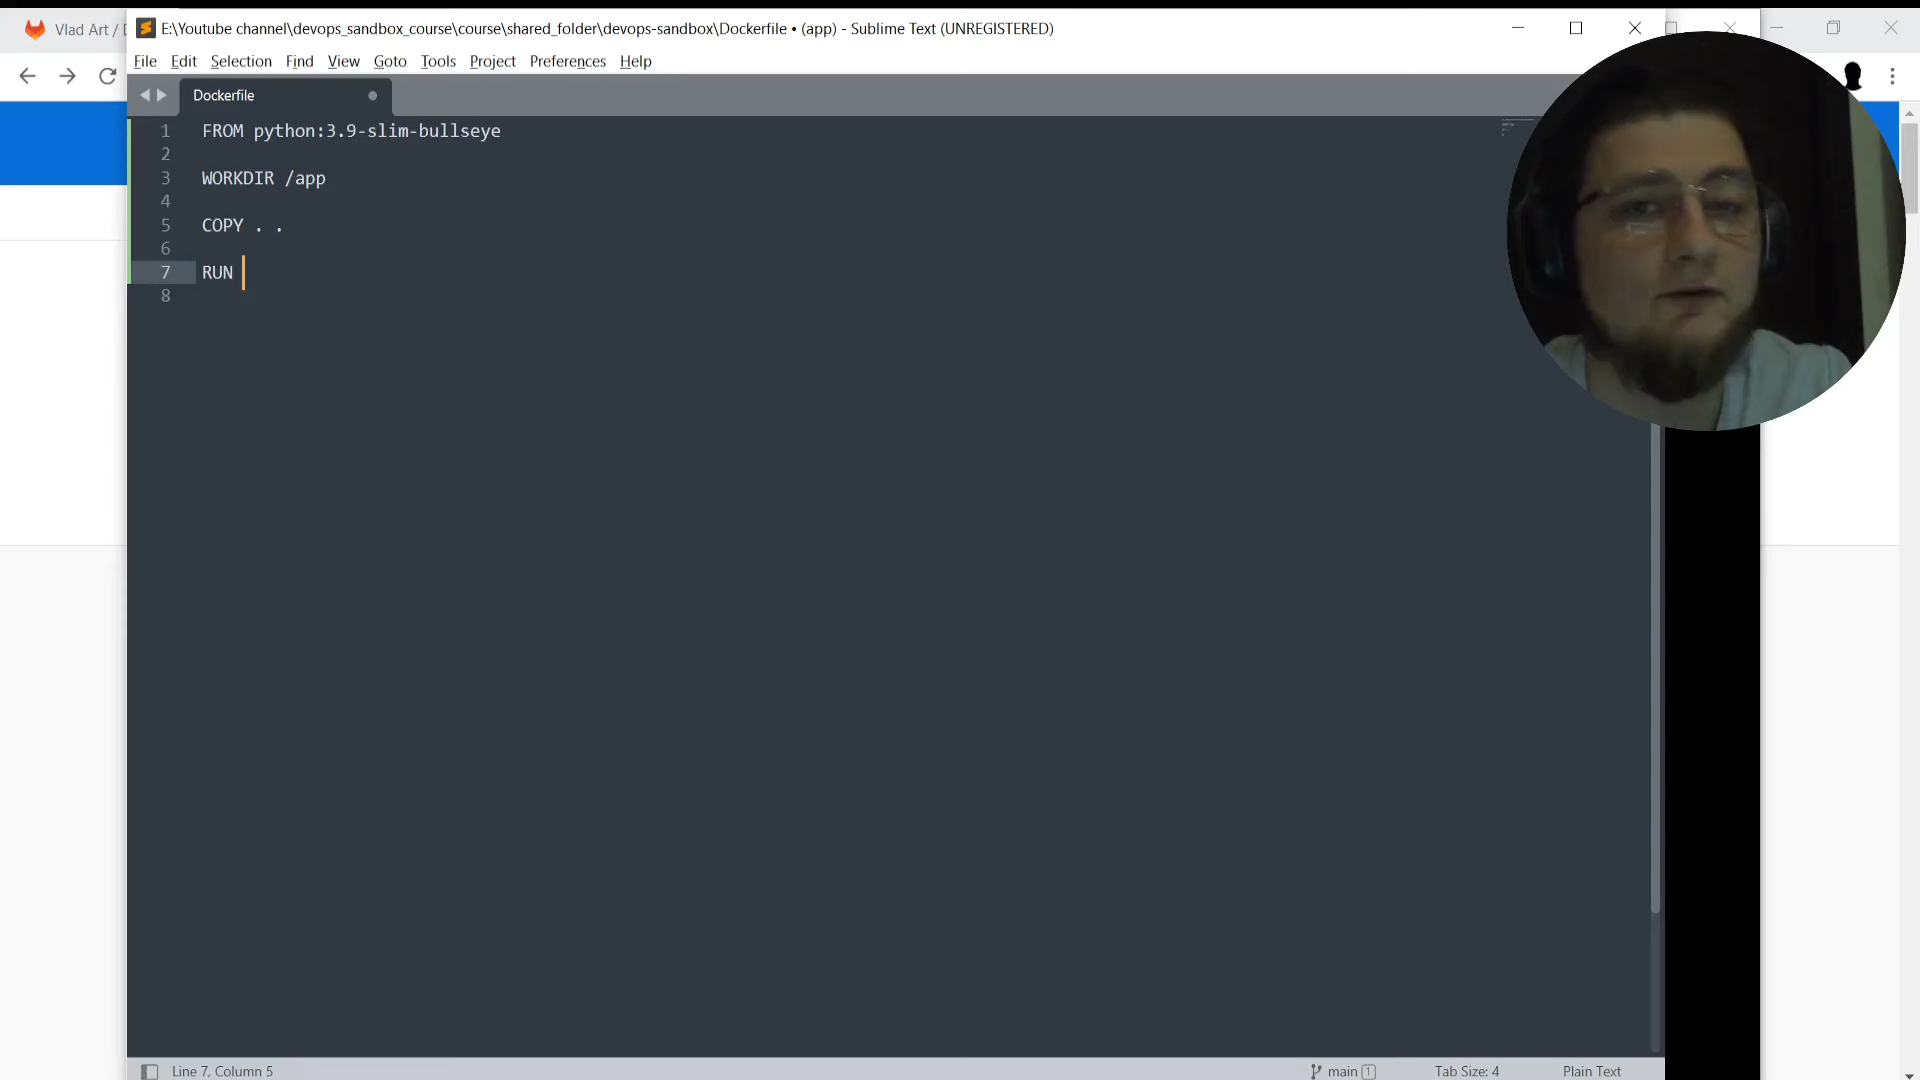 Vlad Art / D
E:\Youtube channel\devops_sandbox_course\course\shared_folder\devops-sandbox\Dockerfile • (app) - Sublime Text (UNREGISTERED)
File Edit Selection Find View Goto Tools Project Preferences Help
Dockerfile
1 FROM python:3.9-slim-bullseye
2
3 WORKDIR /app
4
5 COPY . .
6
7 RUN
8
Line 7, Column 5 main 1 Tab Size: 4 Plain Text